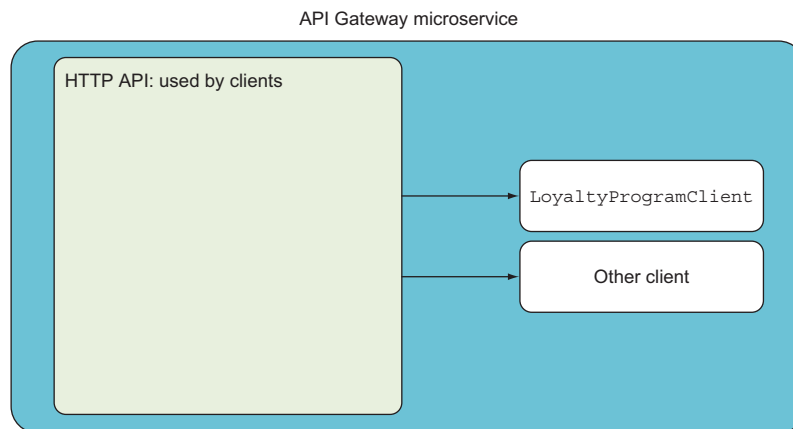 API Gateway microservice
HTTP API: used by clients
LoyaltyProgramClient
Other client